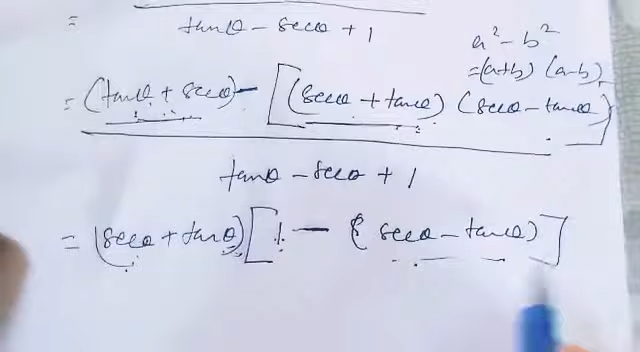 =
tanθ - secθ + 1
a² - b²
= (a+b) (a-b)
= (tanθ + secθ) - [(secθ + tanθ) (secθ - tanθ)]
tanθ - secθ + 1
= (secθ + tanθ) [1 - {secθ - tanθ)]